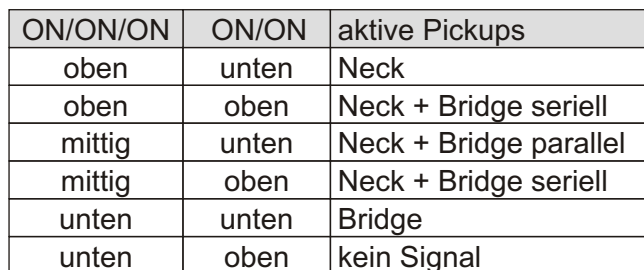 ON/ON/ON ON/ON aktive Pickups
oben unten Neck
oben oben Neck + Bridge seriell
mittig unten Neck + Bridge parallel
mittig oben Neck + Bridge seriell
unten unten Bridge
unten oben kein Signal